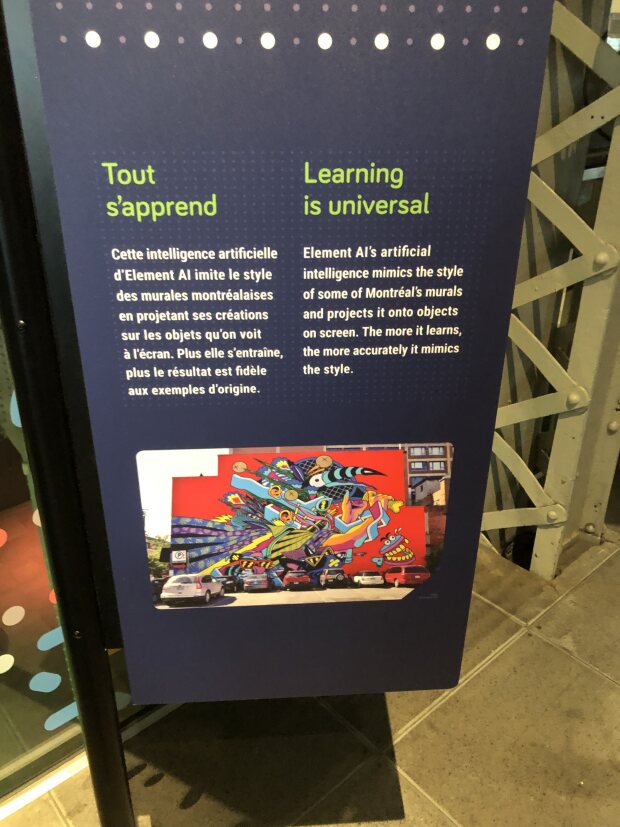 Tout
s'apprend
Cette intelligence artificielle
d'Element AI imite le style
des murales montréalaises
en projetant ses créations
sur les objets qu'on voit
à l'écran. Plus elle s'entraîne,
plus le résultat est fidèle
aux exemples d'origine.
Learning
is universal
Element AI's artificial
intelligence mimics the style
of some of Montréal's murals
and projects it onto objects
on screen. The more it learns,
the more accurately it mimics
the style.